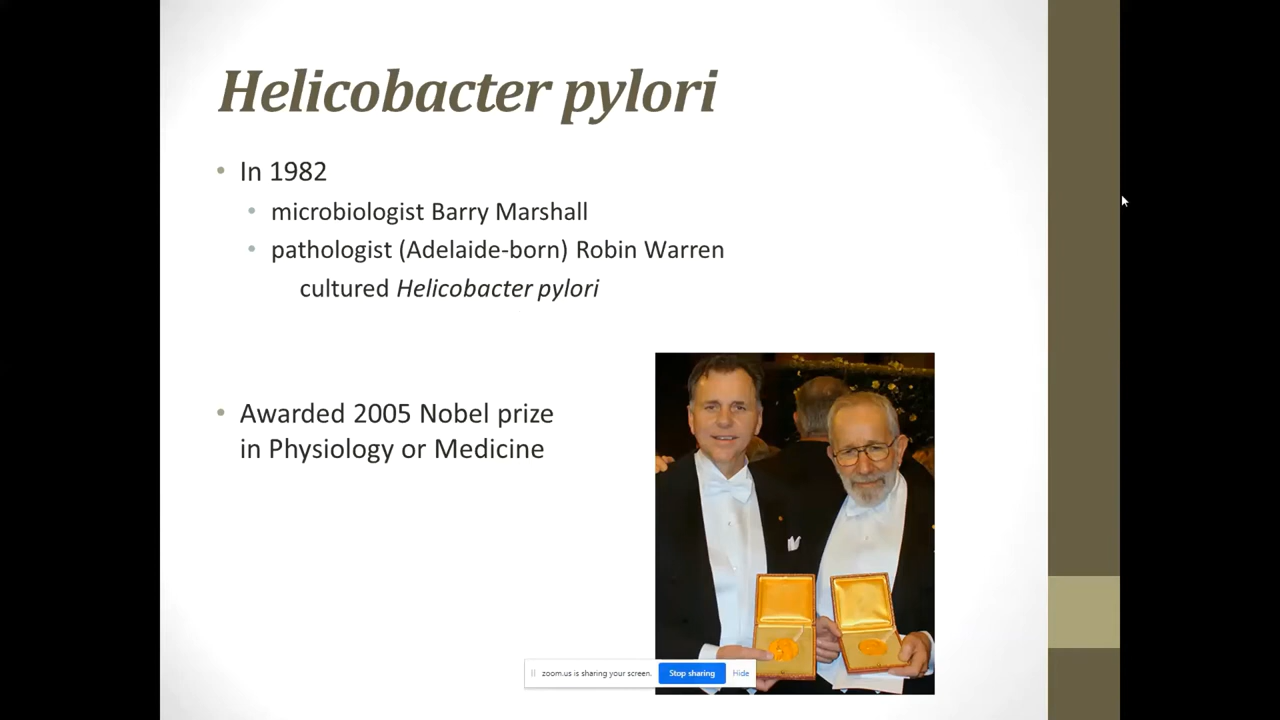 Helicobacter pylori
• In 1982
• microbiologist Barry Marshall
• pathologist (Adelaide-born) Robin Warren
cultured Helicobacter pylori
• Awarded 2005 Nobel prize
in Physiology or Medicine
zoom.us is sharing your screen. Stop sharing Hide